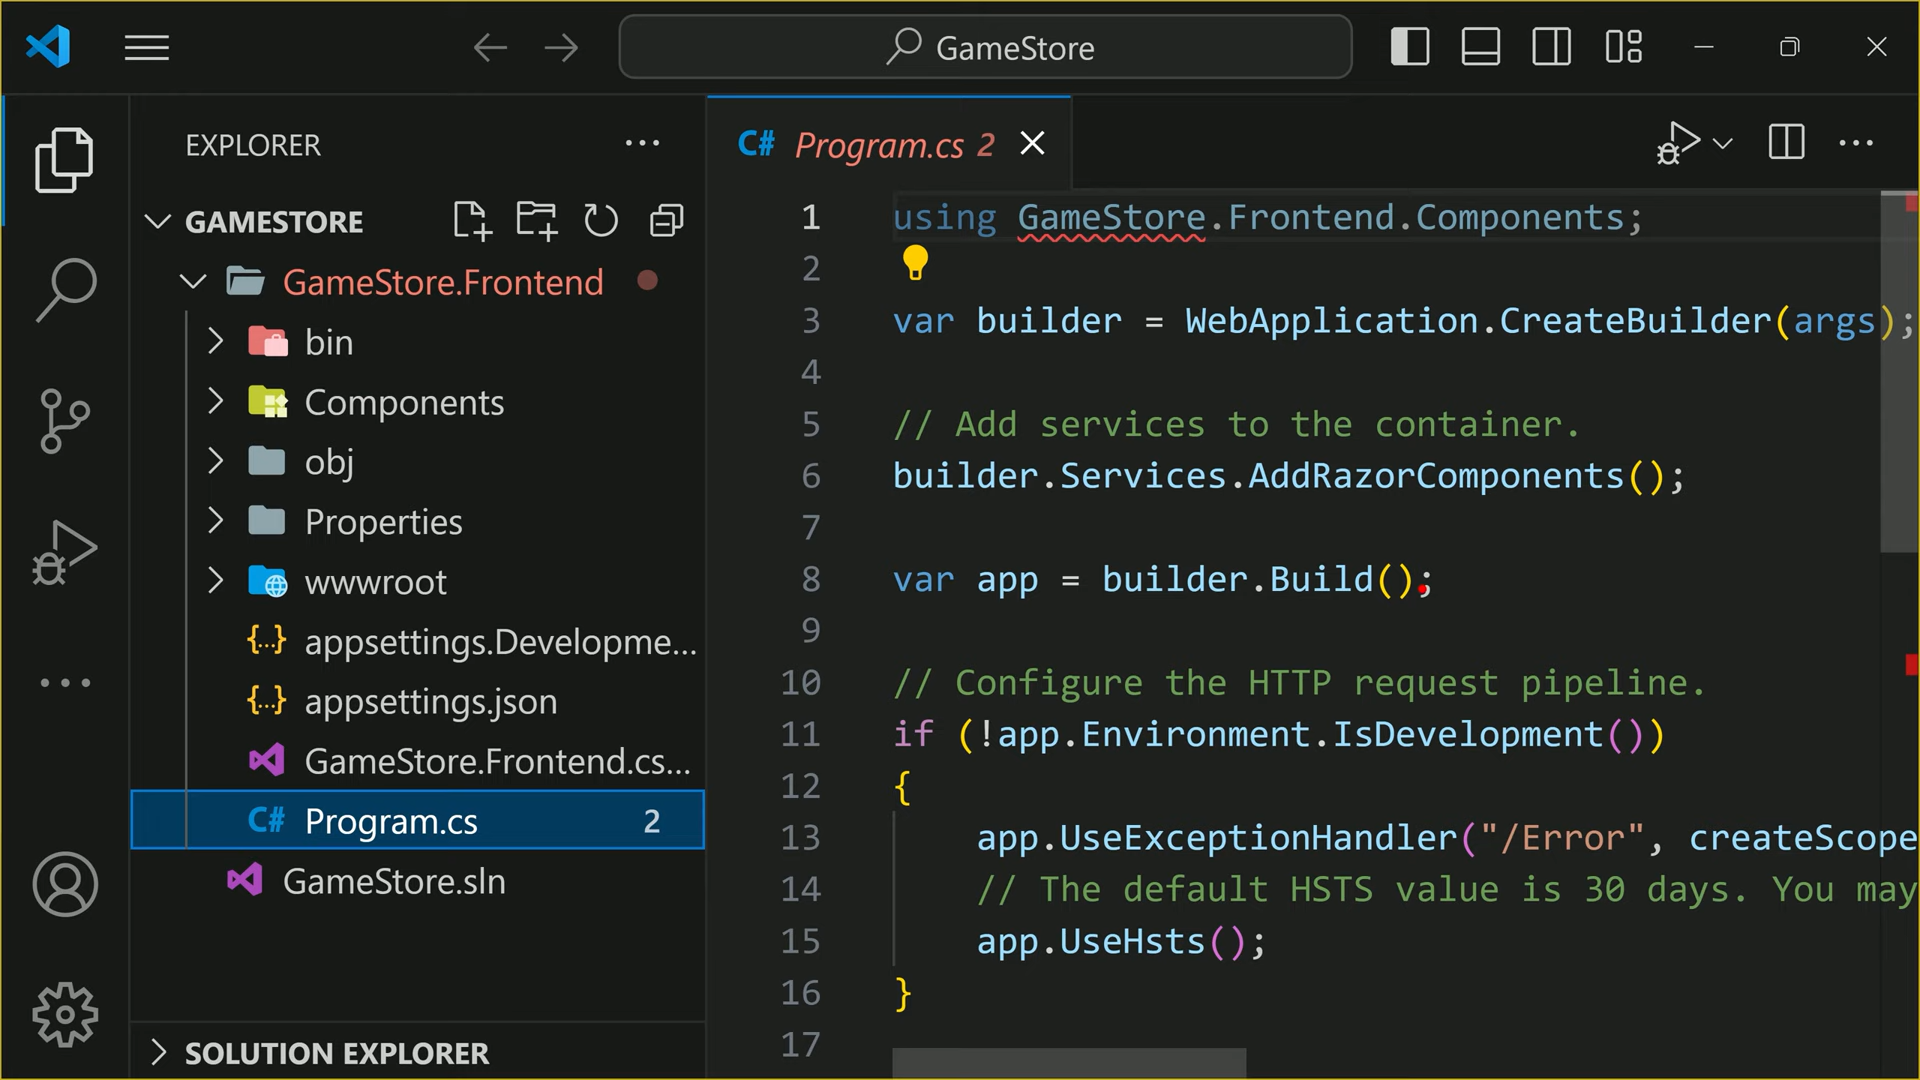 GameStore
EXPLORER
GAMESTORE
GameStore.Frontend
bin
Components
obj
Properties
wwwroot
{..} appsettings.Developme...
{..} appsettings.json
GameStore.Frontend.cs...
C# Program.cs 2
GameStore.sln
SOLUTION EXPLORER
C# Program.cs 2
1 using GameStore.Frontend.Components;
2
3 var builder = WebApplication.CreateBuilder(args);
4
5 // Add services to the container.
6 builder.Services.AddRazorComponents();
7
8 var app = builder.Build();
9
10 // Configure the HTTP request pipeline.
11 if (!app.Environment.IsDevelopment())
12 {
13 app.UseExceptionHandler("/Error", createScope
14 // The default HSTS value is 30 days. You may
15 app.UseHsts();
16 }
17